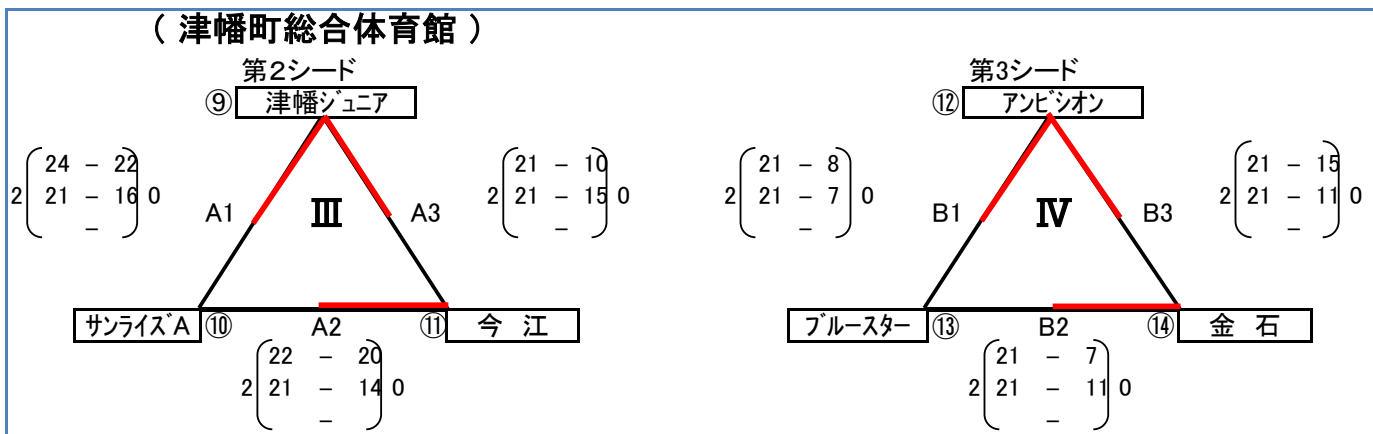 （ 津幡町総合体育館 ）
第2シード
⑨ 津幡ジュニア
24 － 22
2 21 － 16 0
－
A1
Ⅲ
A3
21 － 10
2 21 － 15 0
－
サンライズA ⑩
A2
⑪ 今 江
22 － 20
2 21 － 14 0
－
第3シード
⑫ アンビシオン
21 － 8
2 21 － 7 0
－
B1
Ⅳ
B3
21 － 15
2 21 － 11 0
－
ブルースター ⑬
B2
⑭ 金 石
21 － 7
2 21 － 11 0
－